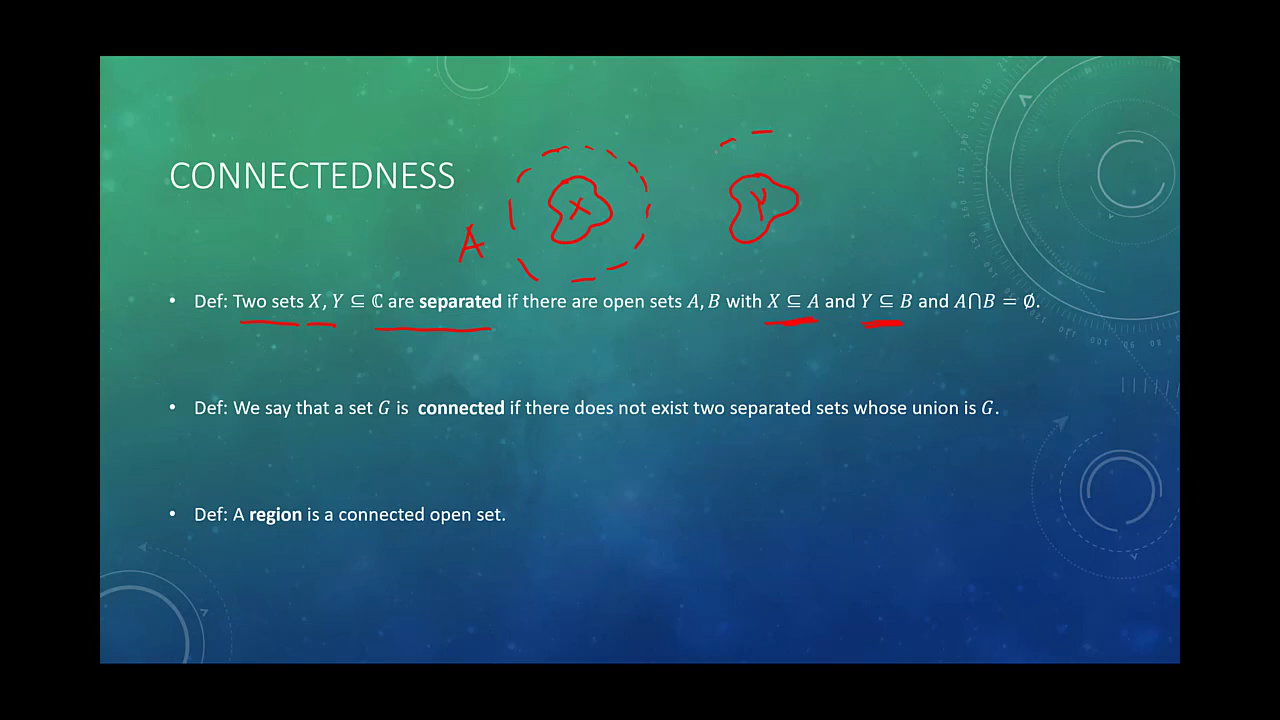 CONNECTEDNESS
X
Y
A
• Def: Two sets 𝑋, 𝑌 ⊆ ℂ are separated if there are open sets 𝐴, 𝐵 with 𝑋 ⊆ 𝐴 and 𝑌 ⊆ 𝐵 and 𝐴⋂𝐵 = ∅.
• Def: We say that a set 𝐺 is connected if there does not exist two separated sets whose union is 𝐺.
• Def: A region is a connected open set.